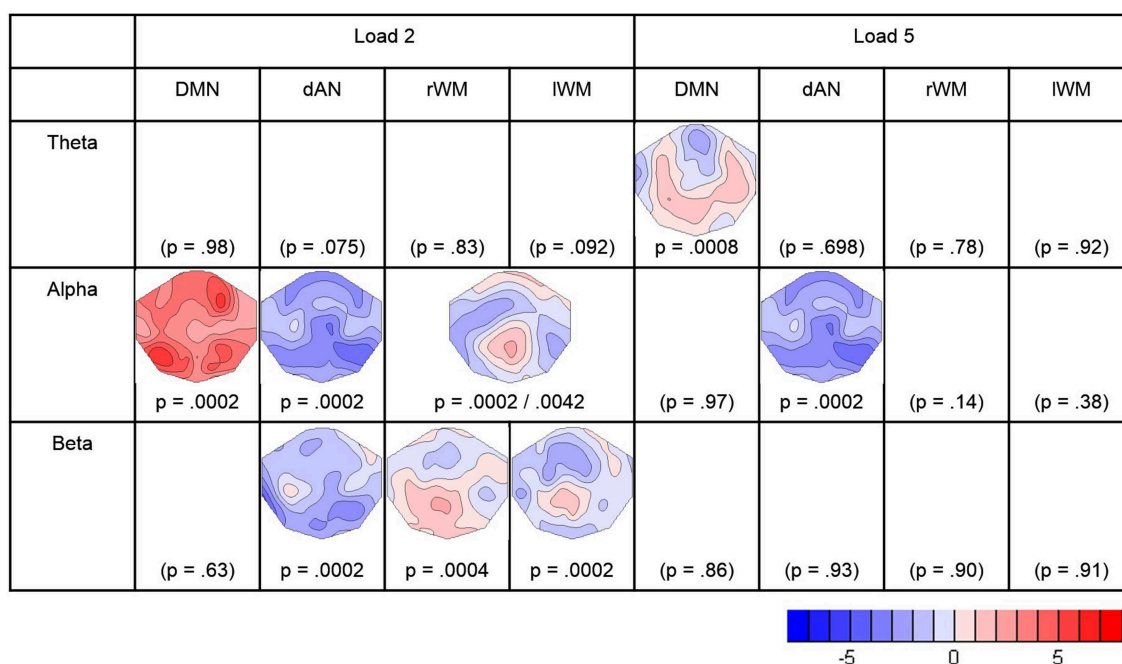 Load 2 Load 5
DMN dAN rWM lWM DMN dAN rWM lWM
Theta
(p = .98) (p = .075) (p = .83) (p = .092) p = .0008 (p = .698) (p = .78) (p = .92)
Alpha
p = .0002 p = .0002 p = .0002 / .0042 (p = .97) p = .0002 (p = .14) (p = .38)
Beta
(p = .63) p = .0002 p = .0004 p = .0002 (p = .86) (p = .93) (p = .90) (p = .91)
-5 0 5